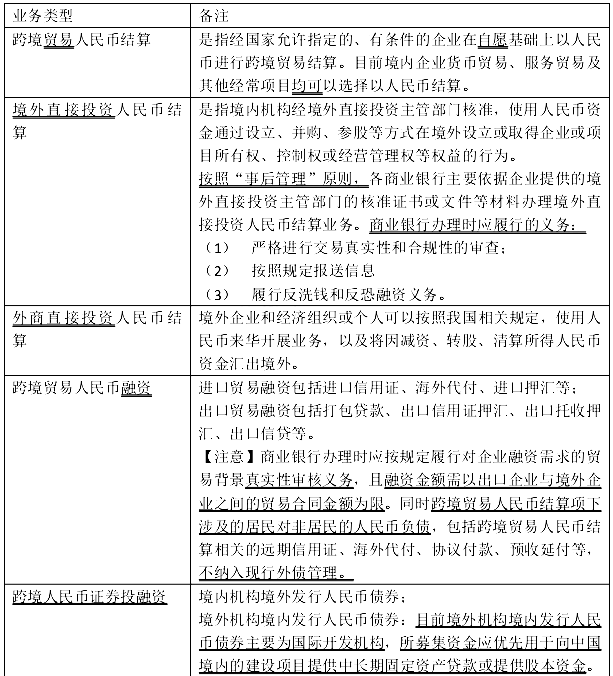 业务类型
备注
跨境贸易人民币结算
是指经国家允许指定的、有条件的企业在自愿基础上以人民
币进行跨境贸易结算。目前境内企业货币贸易、服务贸易及
其他经常项目均可以选择以人民币结算。
境外直接投资人民币结
算
是指境内机构经境外直接投资主管部门核准，使用人民币资
金通过设立、并购、参股等方式在境外设立或取得企业或项
目所有权、控制权或经营管理权等权益的行为。
按照“事后管理”原则，各商业银行主要依据企业提供的境
外直接投资主管部门的核准证书或文件等材料办理境外直
接投资人民币结算业务。商业银行办理时应履行的义务：
（1） 严格进行交易真实性和合规性的审查；
（2） 按照规定报送信息
（3） 履行反洗钱和反恐融资义务。
外商直接投资人民币结
算
境外企业和经济组织或个人可以按照我国相关规定，使用人
民币来华开展业务，以及将因减资、转股、清算所得人民币
资金汇出境外。
跨境贸易人民币融资
进口贸易融资包括进口信用证、海外代付、进口押汇等；
出口贸易融资包括打包贷款、出口信用证押汇、出口托收押
汇、出口信贷等。
【注意】商业银行办理时应按规定履行对企业融资需求的贸
易背景真实性审核义务，且融资金额需以出口企业与境外企
业之间的贸易合同金额为限。同时跨境贸易人民币结算项下
涉及的居民对非居民的人民币负债，包括跨境贸易人民币结
算相关的远期信用证、海外代付、协议付款、预收延付等，
不纳入现行外债管理。
跨境人民币证券投融资
境内机构境外发行人民币债券；
境外机构境内发行人民币债券：目前境外机构境内发行人民
币债券主要为国际开发机构，所募集资金应优先用于向中国
境内的建设项目提供中长期固定资产贷款或提供股本资金。